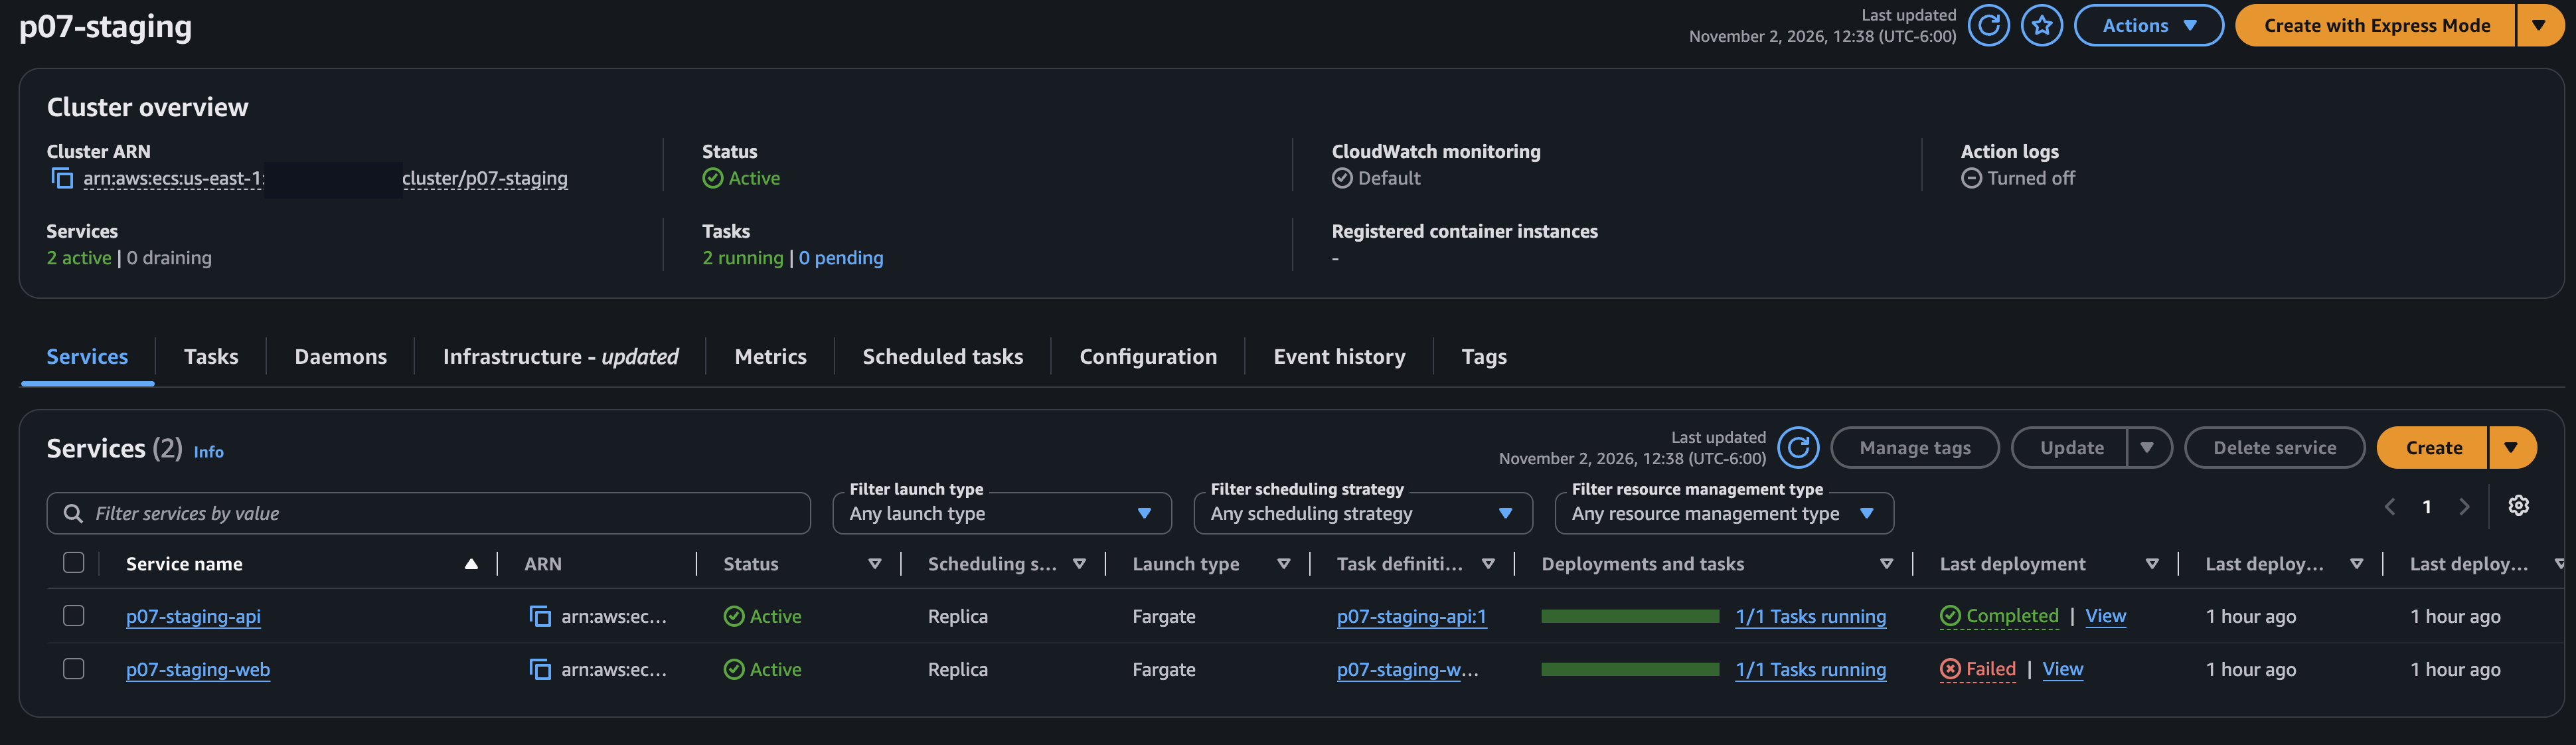 p07-staging
Last updated
November 2, 2026, 12:38 (UTC-6:00)
Actions
Create with Express Mode
Cluster overview
Cluster ARN
arn:aws:ecs:us-east-1: cluster/p07-staging
Status
Active
CloudWatch monitoring
Default
Action logs
Turned off
Services
2 active | 0 draining
Tasks
2 running | 0 pending
Registered container instances
-
Services Tasks Daemons Infrastructure - updated Metrics Scheduled tasks Configuration Event history Tags
Services (2) Info
Last updated
November 2, 2026, 12:38 (UTC-6:00)
Manage tags
Update
Delete service
Create
Filter services by value
Filter launch type
Any launch type
Filter scheduling strategy
Any scheduling strategy
Filter resource management type
Any resource management type
1
Service name ARN Status Scheduling s... Launch type Task definiti... Deployments and tasks Last deployment Last deploy... Last deploy...
p07-staging-api arn:aws:ec... Active Replica Fargate p07-staging-api:1 1/1 Tasks running Completed | View 1 hour ago 1 hour ago
p07-staging-web arn:aws:ec... Active Replica Fargate p07-staging-w... 1/1 Tasks running Failed | View 1 hour ago 1 hour ago